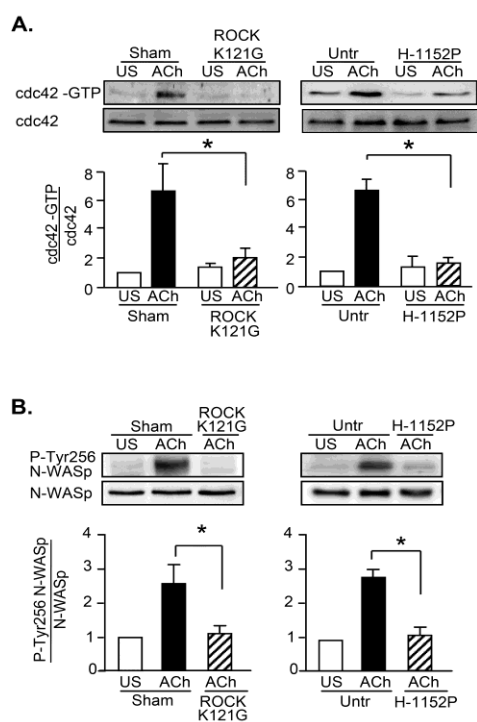 A.
Sham
ROCK
K121G
Untr
H-1152P
US ACh US ACh
US ACh US ACh
cdc42 -GTP
cdc42
*
*
cdc42 -GTP
cdc42
8
6
4
2
0
8
6
4
2
0
US ACh US ACh
US ACh US ACh
Sham
ROCK
K121G
Untr
H-1152P
B.
Sham
ROCK
K121G
Untr
H-1152P
US ACh ACh
US ACh ACh
P-Tyr256
N-WASp
N-WASp
*
*
P-Tyr256 N-WASp
N-WASp
4
3
2
1
0
4
3
2
1
0
US ACh ACh
US ACh ACh
Sham
ROCK
K121G
Untr
H-1152P